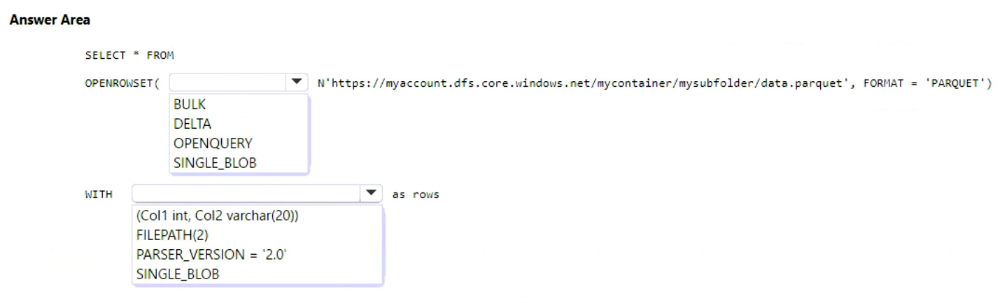 Answer Area
SELECT * FROM
OPENROWSET( N'https://myaccount.dfs.core.windows.net/mycontainer/mysubfolder/data.parquet', FORMAT = 'PARQUET')
BULK
DELTA
OPENQUERY
SINGLE_BLOB
WITH as rows
(Col1 int, Col2 varchar(20))
FILEPATH(2)
PARSER_VERSION = '2.0'
SINGLE_BLOB